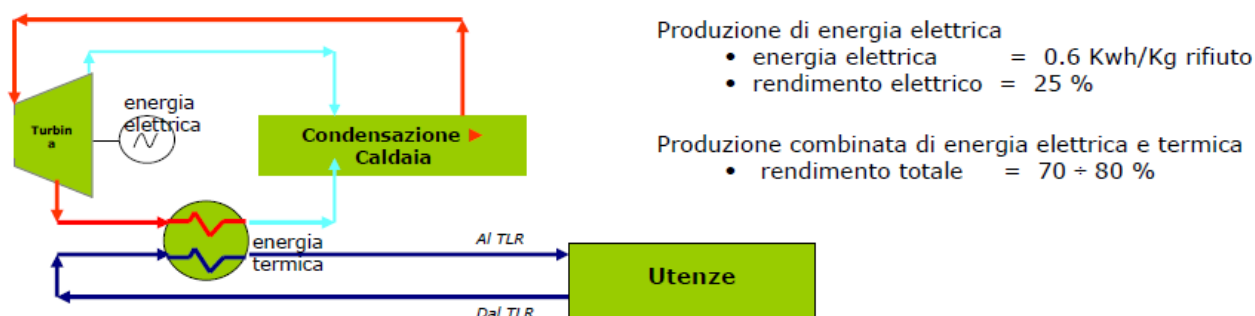 Turbin
a
energia
elettrica
Condensazione ►
Caldaia
energia
termica
Al TLR
Utenze
Dal TLR
Produzione di energia elettrica
• energia elettrica = 0.6 Kwh/Kg rifiuto
• rendimento elettrico = 25 %
Produzione combinata di energia elettrica e termica
• rendimento totale = 70 ÷ 80 %